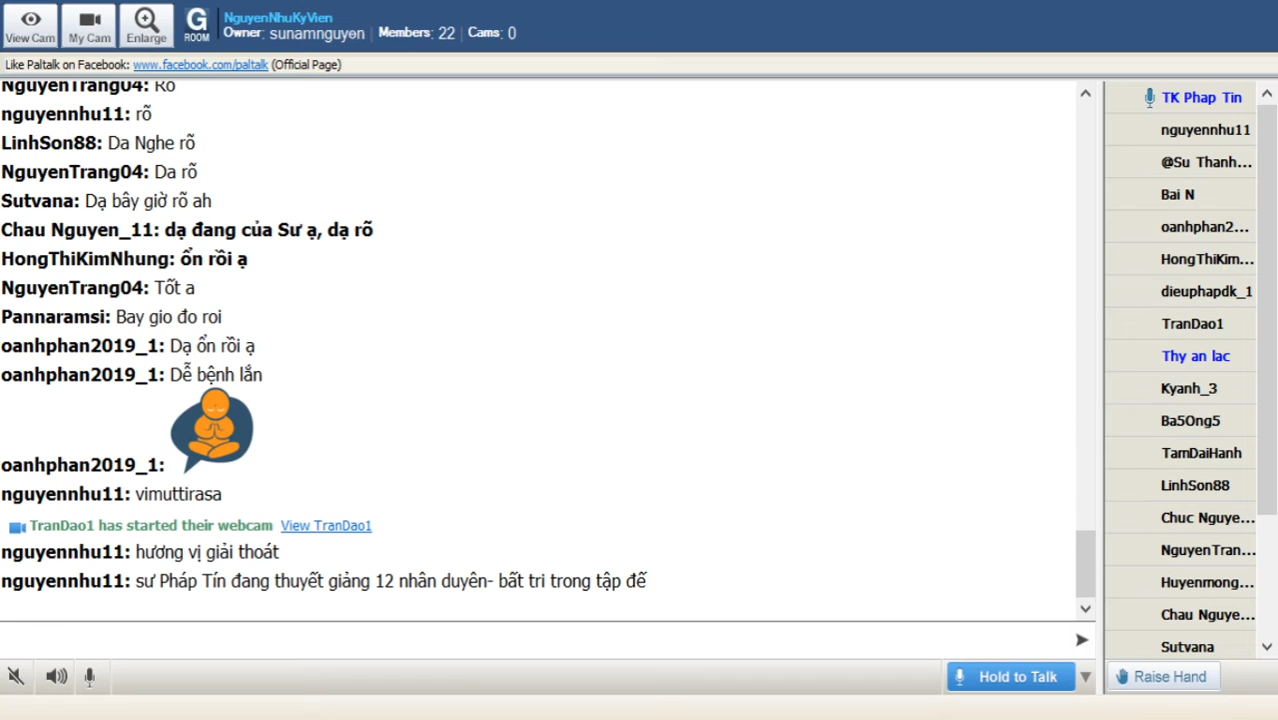 View Cam
My Cam
Enlarge
G
ROOM
NguyenNhuKyVien
Owner: sunamnguyen | Members: 22 | Cams: 0
Like Paltalk on Facebook: www.facebook.com/paltalk (Official Page)
NguyenTrang04: Rõ
nguyennhu11: rõ
LinhSon88: Da Nghe rõ
NguyenTrang04: Da rõ
Sutvana: Dạ bây giờ rõ ah
Chau Nguyen_11: dạ đang của Sư ạ, dạ rõ
HongThiKimNhung: ổn rồi ạ
NguyenTrang04: Tốt a
Pannaramsi: Bay gio đo roi
oanhphan2019_1: Dạ ổn rồi ạ
oanhphan2019_1: Dễ bệnh lắn
oanhphan2019_1:
nguyennhu11: vimuttirasa
TranDao1 has started their webcam View TranDao1
nguyennhu11: hương vị giải thoát
nguyennhu11: sư Pháp Tín đang thuyết giảng 12 nhân duyên- bất tri trong tập đế
TK Phap Tin
nguyennhu11
@Su Thanh...
Bai N
oanhphan2...
HongThiKim...
dieuphapdk_1
TranDao1
Thy an lac
Kyanh_3
Ba5Ong5
TamDaiHanh
LinhSon88
Chuc Nguye...
NguyenTran...
Huyenmong...
Chau Nguye...
Sutvana
Hold to Talk
Raise Hand